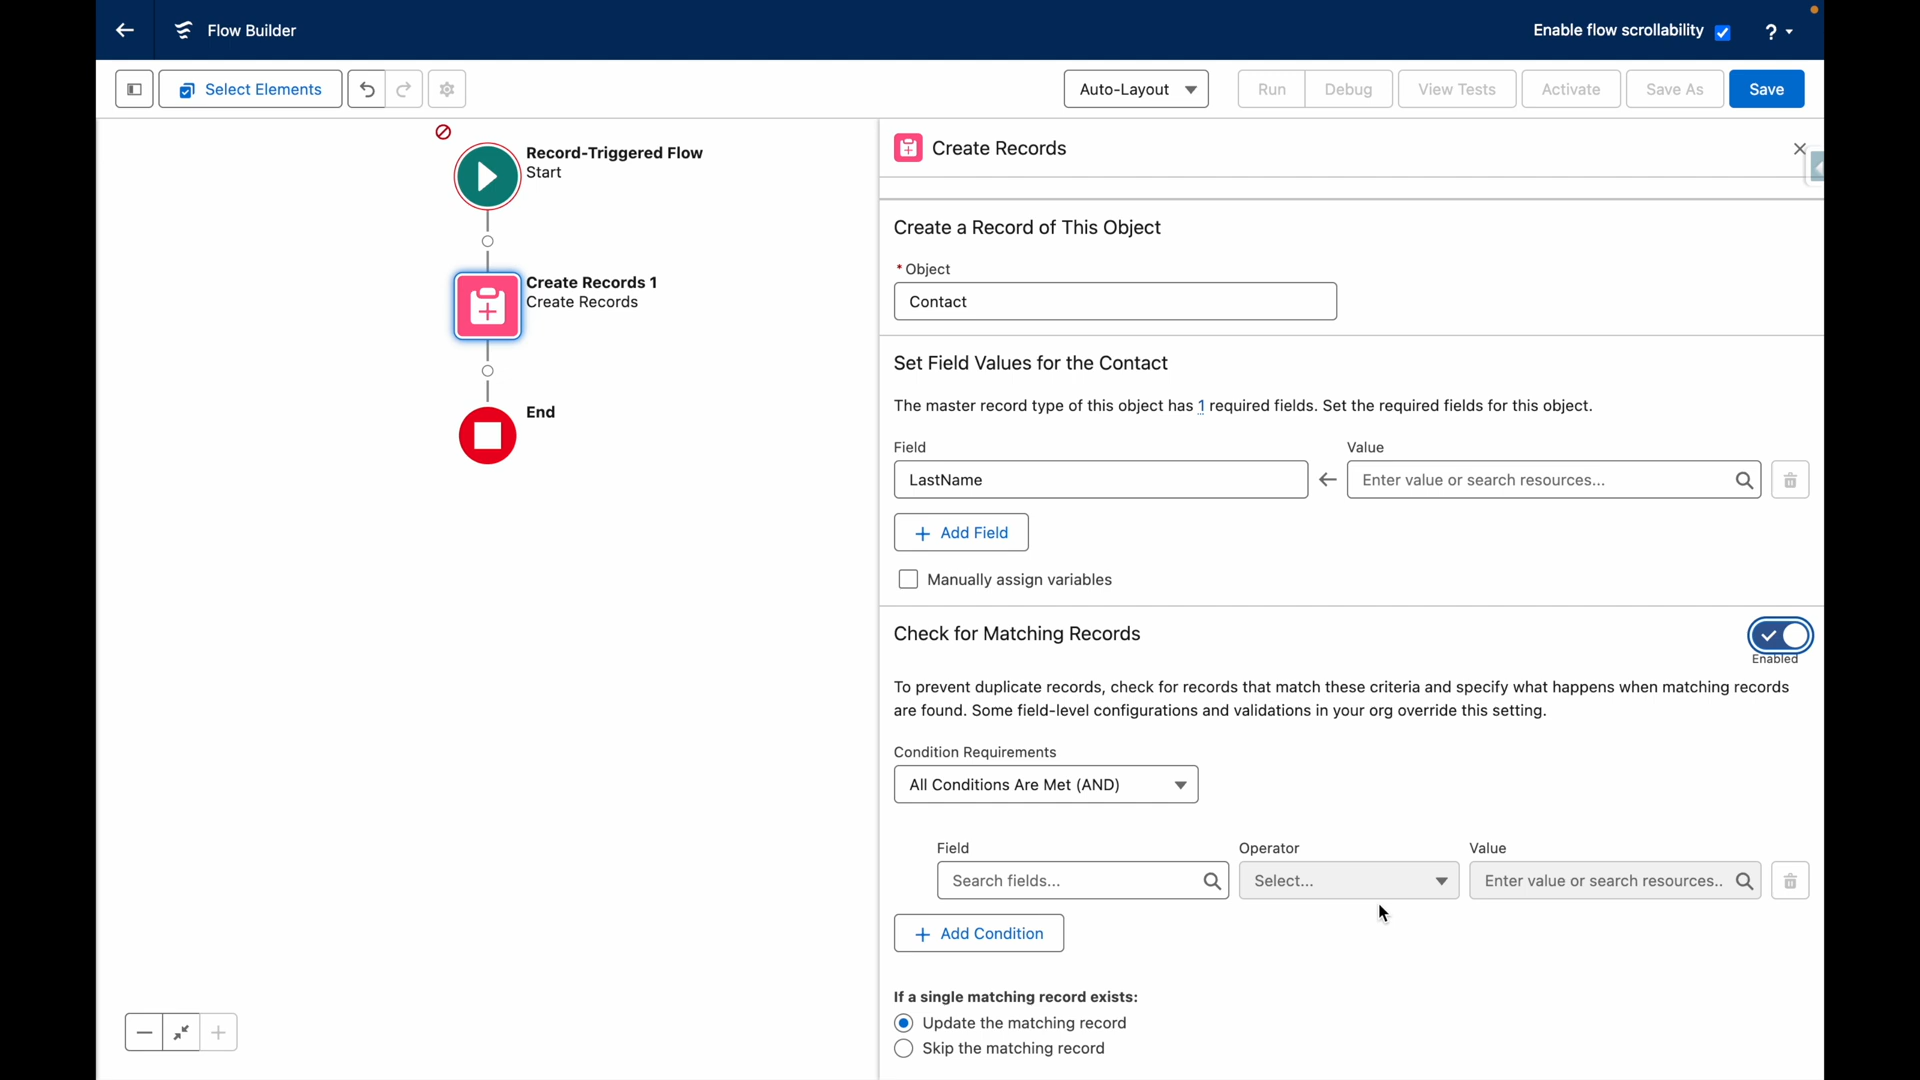 Flow Builder
Enable flow scrollability
?
Select Elements
Auto-Layout
Run
Debug
View Tests
Activate
Save As
Save
Record-Triggered Flow
Start
Create Records 1
Create Records
End
Create Records
Create a Record of This Object
* Object
Contact
Set Field Values for the Contact
The master record type of this object has 1 required fields. Set the required fields for this object.
Field
Value
LastName
Enter value or search resources...
+ Add Field
Manually assign variables
Check for Matching Records
Enabled
To prevent duplicate records, check for records that match these criteria and specify what happens when matching records
are found. Some field-level configurations and validations in your org override this setting.
Condition Requirements
All Conditions Are Met (AND)
Field
Operator
Value
Search fields...
Select...
Enter value or search resources..
+ Add Condition
If a single matching record exists:
Update the matching record
Skip the matching record